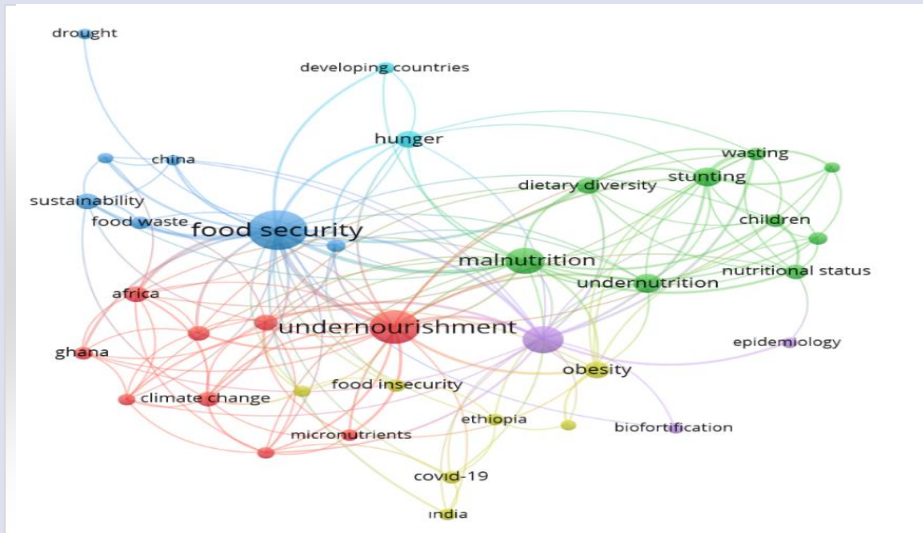 drought
developing countries
hunger
china
wasting
stunting
dietary diversity
sustainability
food waste
food security
children
malnutrition
nutritional status
undernutrition
africa
undernourishment
epidemiology
ghana
obesity
food insecurity
climate change
ethiopia
biofortification
micronutrients
covid-19
india